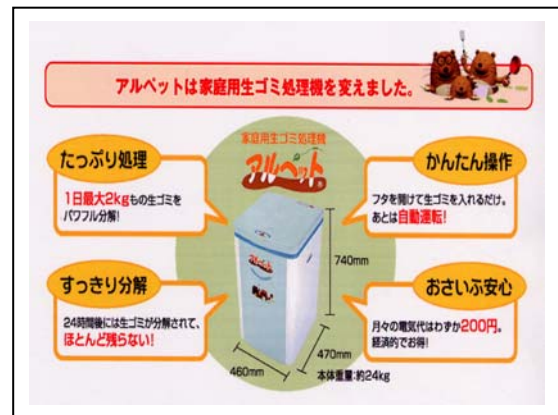 アルペットは家庭用生ゴミ処理機を変えました。
家庭用生ゴミ処理機
アルペット
たっぷり処理
1日最大2kgもの生ゴミを
パワフル分解!
かんたん操作
フタを開けて生ゴミを入れるだけ。
あとは自動運転!
すっきり分解
24時間後には生ゴミが分解されて、
ほとんど残らない!
おさいふ安心
月々の電気代はわずか200円。
経済的でお得!
740mm
470mm
460mm
本体重量:約24kg